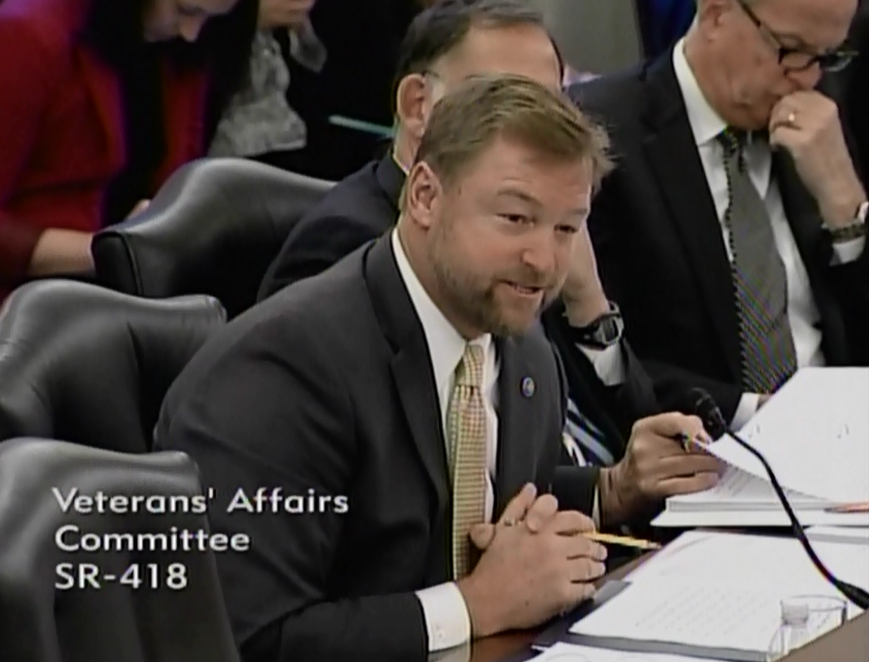 Veterans' Affairs
Committee
SR-418